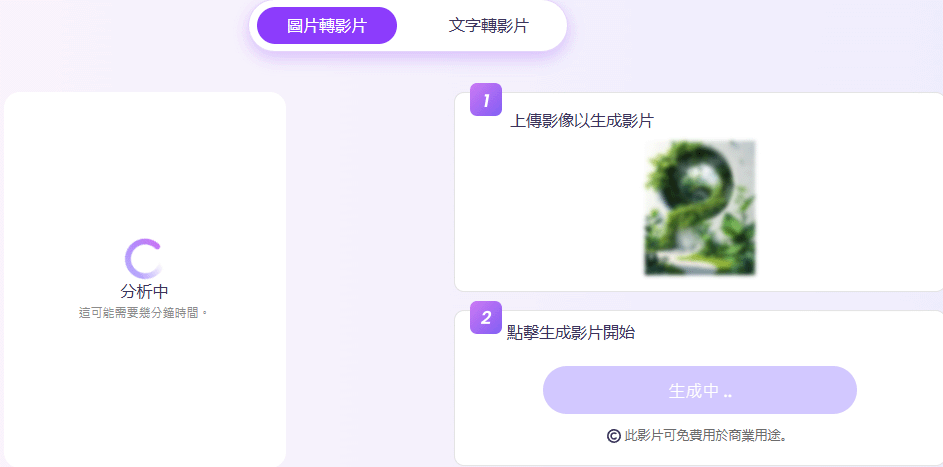 圖片轉影片
文字轉影片
分析中
這可能需要幾分鐘時間。
1
上傳影像以生成影片
2
點擊生成影片開始
生成中 ..
© 此影片可免費用於商業用途。